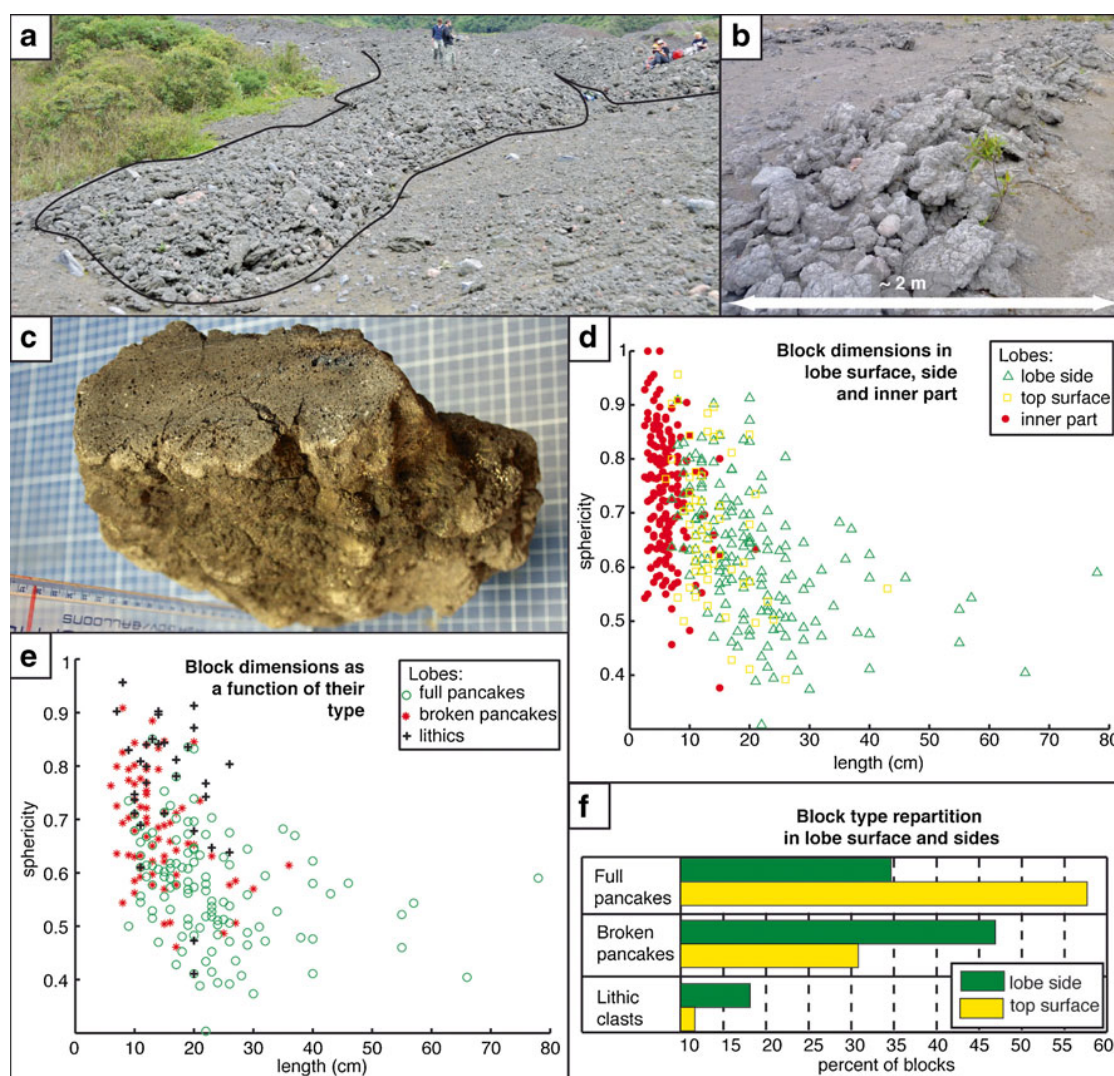 a
b
~ 2 m
c
d
Block dimensions in
lobe surface, side
and inner part
Lobes:
lobe side
top surface
inner part
1
0.9
0.8
0.7
0.6
0.5
0.4
sphericity
0 10 20 30 40 50 60 70 80
length (cm)
e
Block dimensions as
a function of their
type
Lobes:
full pancakes
broken pancakes
lithics
1
0.9
0.8
0.7
0.6
0.5
0.4
sphericity
0 10 20 30 40 50 60 70 80
length (cm)
f
Block type repartition
in lobe surface and sides
Full
pancakes
Broken
pancakes
Lithic
clasts
lobe side
top surface
10 15 20 25 30 35 40 45 50 55 60
percent of blocks